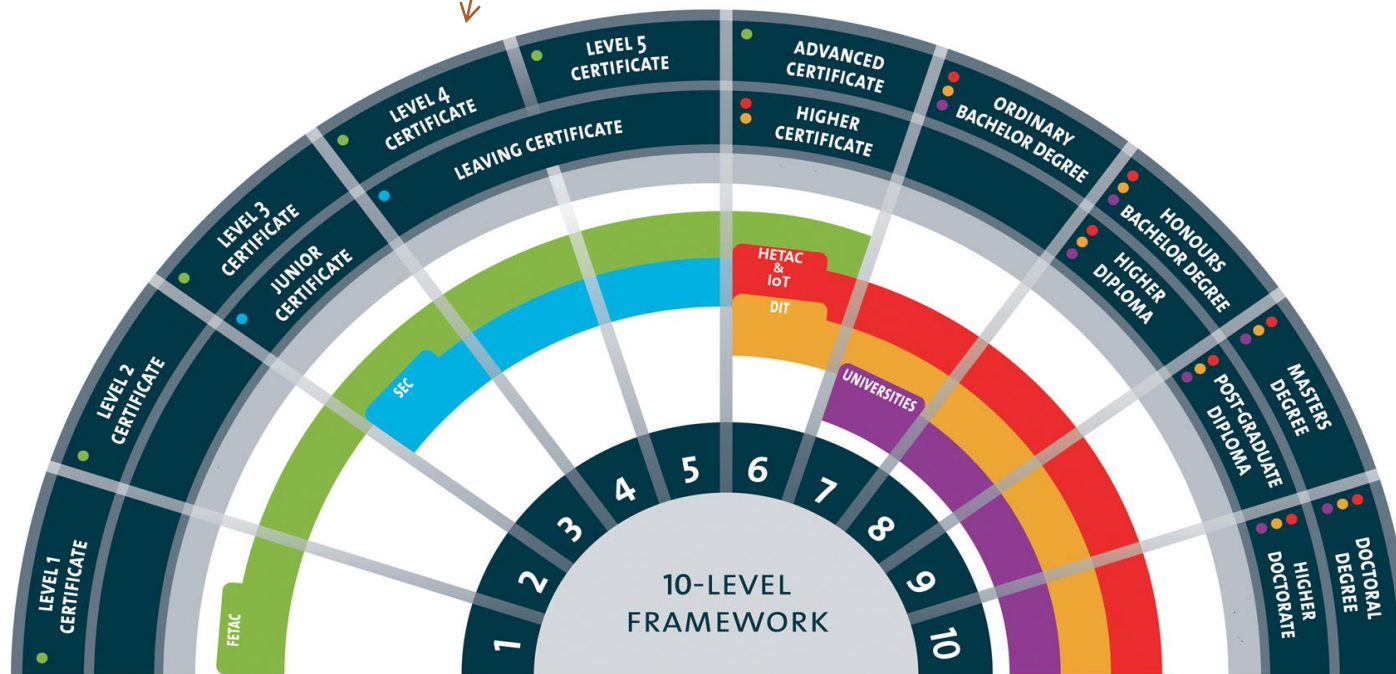 LEVEL 1
CERTIFICATE
LEVEL 2
CERTIFICATE
LEVEL 3
CERTIFICATE
LEVEL 4
CERTIFICATE
LEVEL 5
CERTIFICATE
ADVANCED
CERTIFICATE
ORDINARY
BACHELOR DEGREE
HONOURS
BACHELOR DEGREE
MASTERS
DEGREE
DOCTORAL
DEGREE
JUNIOR
CERTIFICATE
LEAVING CERTIFICATE
HIGHER
CERTIFICATE
HIGHER
DIPLOMA
POST-GRADUATE
DIPLOMA
HIGHER
DOCTORATE
FETAC
SEC
HETAC
&
IoT
DIT
UNIVERSITIES
1
2
3
4
5
6
7
8
9
10
10-LEVEL
FRAMEWORK